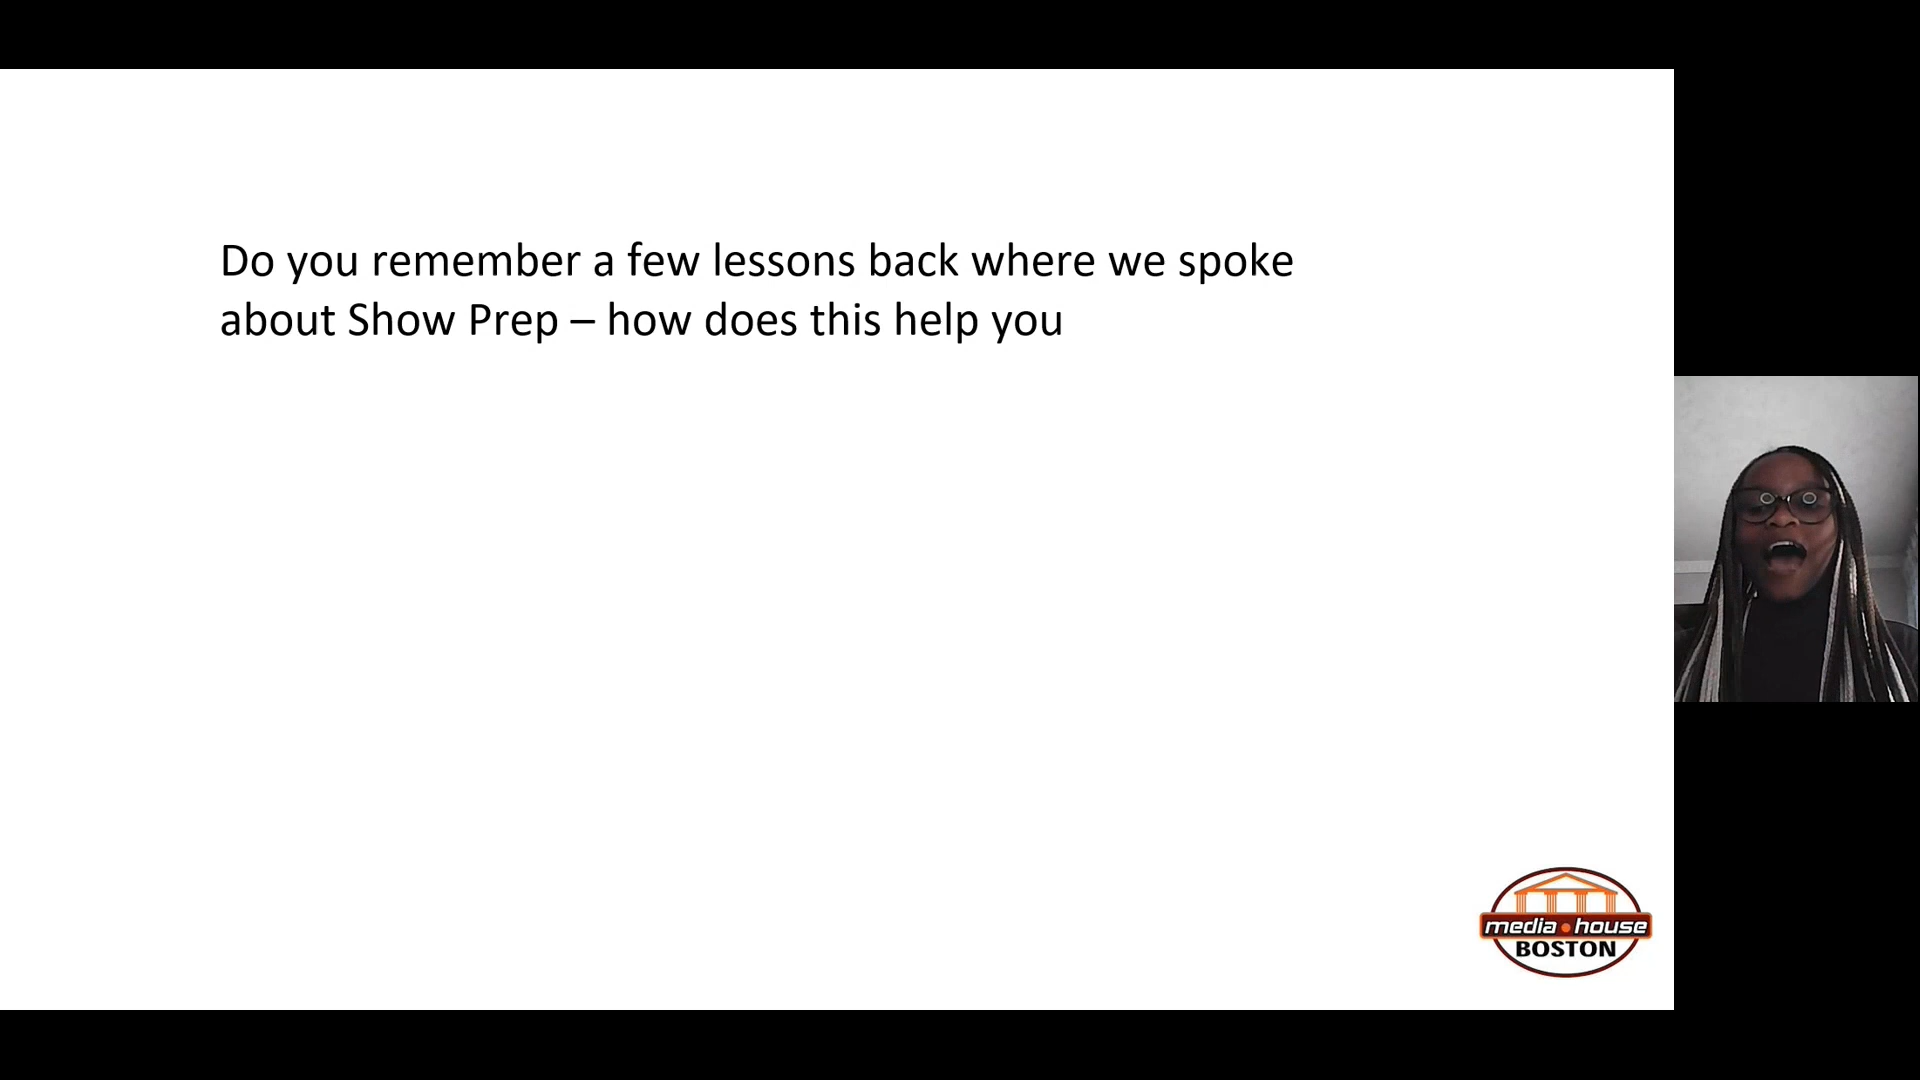 Do you remember a few lessons back where we spoke
about Show Prep – how does this help you
media house
BOSTON